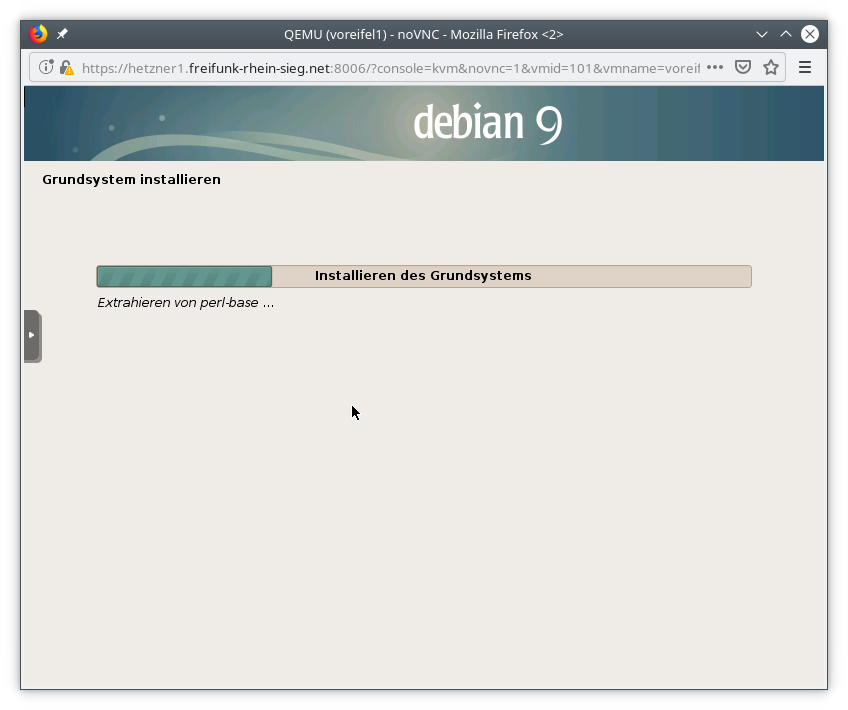 QEMU (voreifel1) - noVNC - Mozilla Firefox <2>
https://hetzner1.freifunk-rhein-sieg.net:8006/?console=kvm&novnc=1&vmid=101&vmname=voreif
debian 9
Grundsystem installieren
Installieren des Grundsystems
Extrahieren von perl-base ...